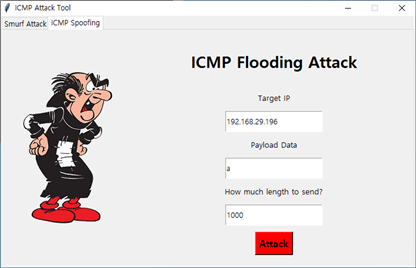 ICMP Attack Tool
Smurf Attack ICMP Spoofing
ICMP Flooding Attack
Target IP
192.168.29.196
Payload Data
a
How much length to send?
1000
Attack